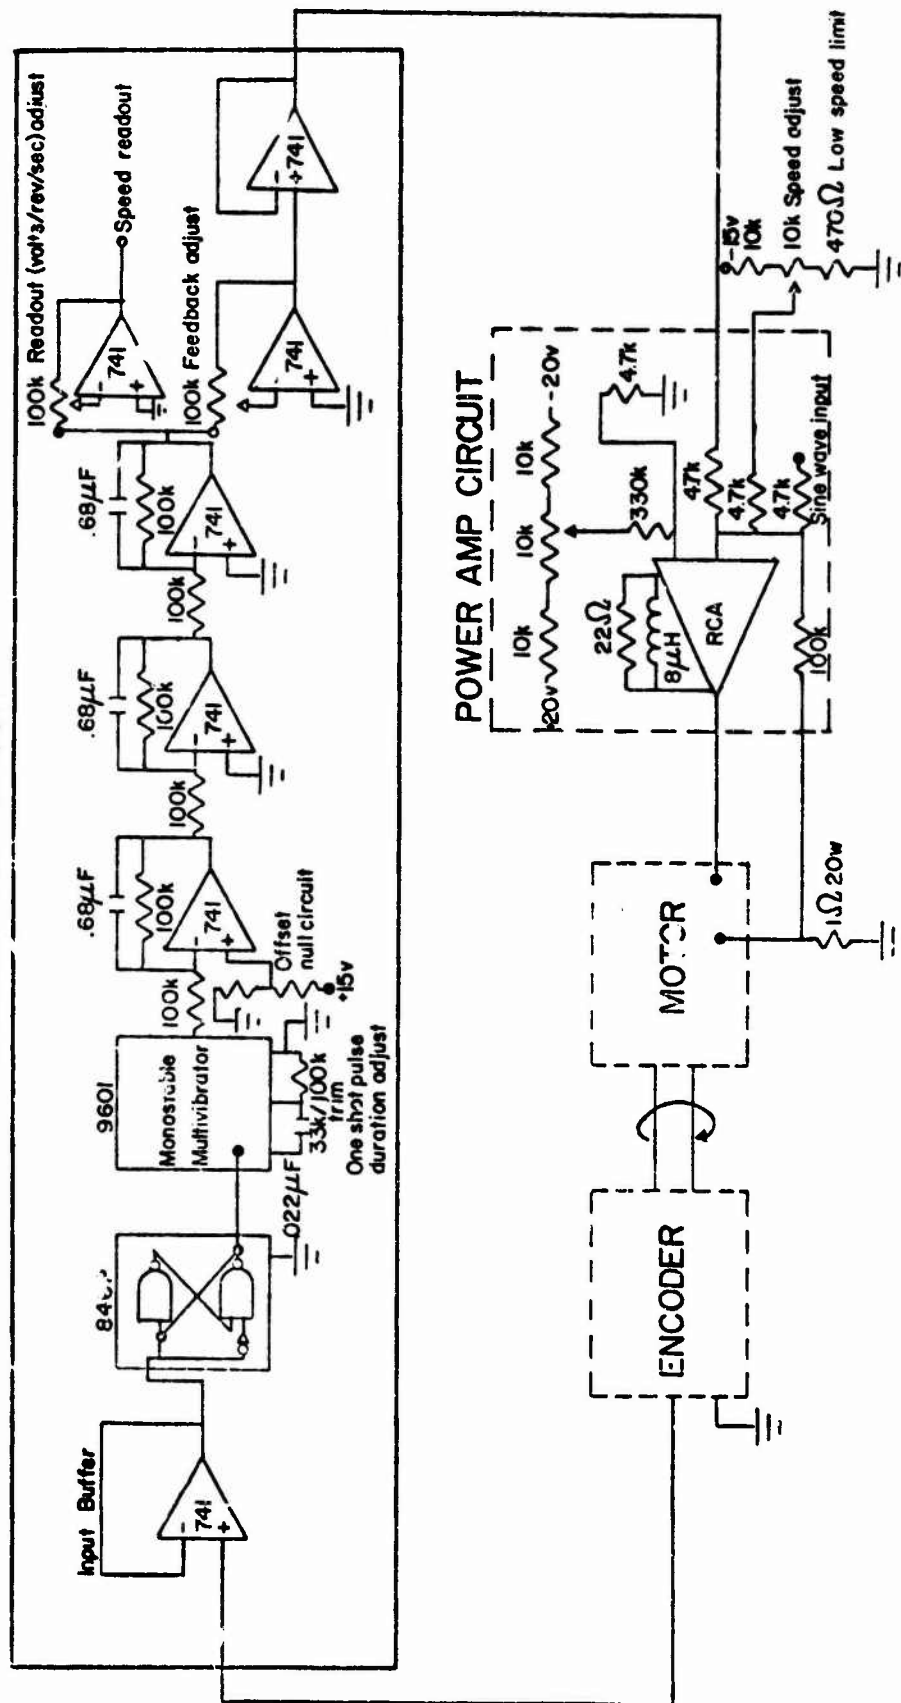 Input Buffer
741
-
+
9601
Monostable
Multivibrator
.022μF
33k/100k
trim
One shot pulse
duration adjust
100k
.68μF
100k
741
-
+
Offset
null circuit
+15v
100k
.68μF
100k
741
-
+
100k
.68μF
100k
741
-
+
100k Readout (volts/rev/sec) adjust
741
-
+
Speed readout
100k Feedback adjust
741
-
+
741
-
+
POWER AMP CIRCUIT
20v
10k
10k
10k
-20v
330k
4.7k
22Ω
8μH
RCA
4.7k
4.7k
4.7k
Sine wave input
100k
-15v
10k
10k Speed adjust
470Ω Low speed limit
ENCODER
MOTOR
1Ω 20w